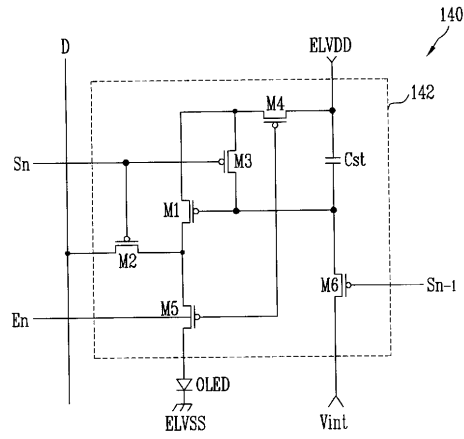 140
D
ELVDD
M4
142
Sn
M3
Cst
M1
M2
M6
Sn-1
M5
En
OLED
ELVSS
Vint